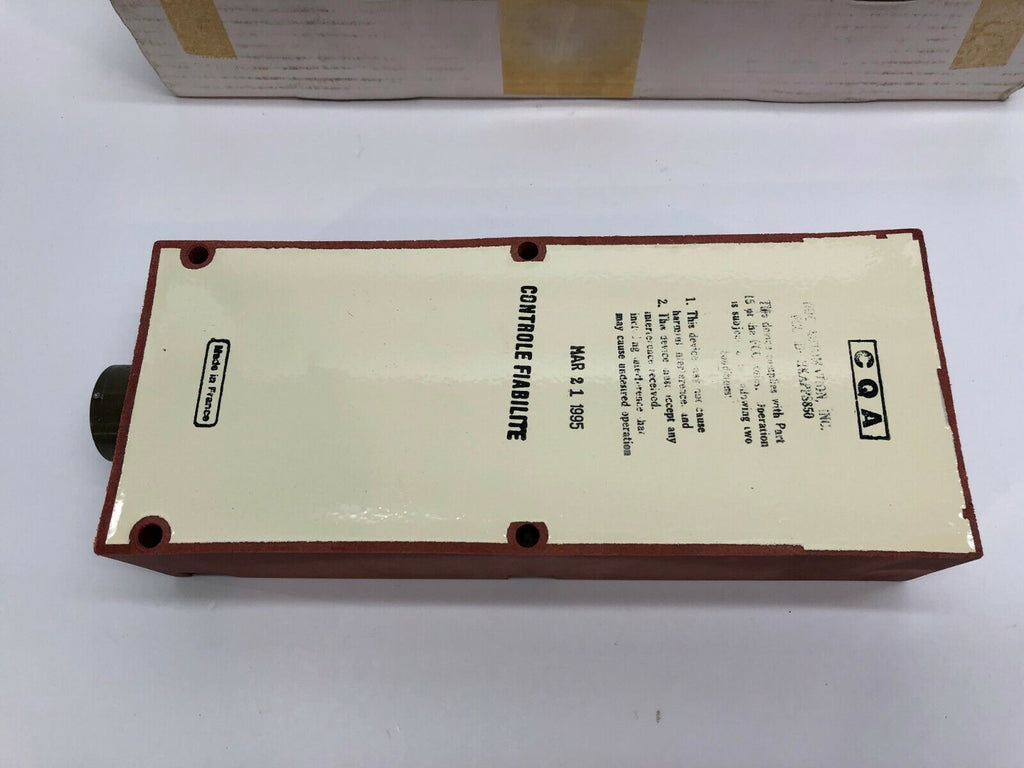 CQA
AUTOMATION, INC.
This device complies with Part
15 of the FCC rules. Operation
is subject to the following two
conditions:
1. This device may not cause
harmful interference, and
2. This device must accept any
interference received,
including interference that
may cause undesired operation
MAR 21 1995
CONTROLE FIABILITE
Made in France